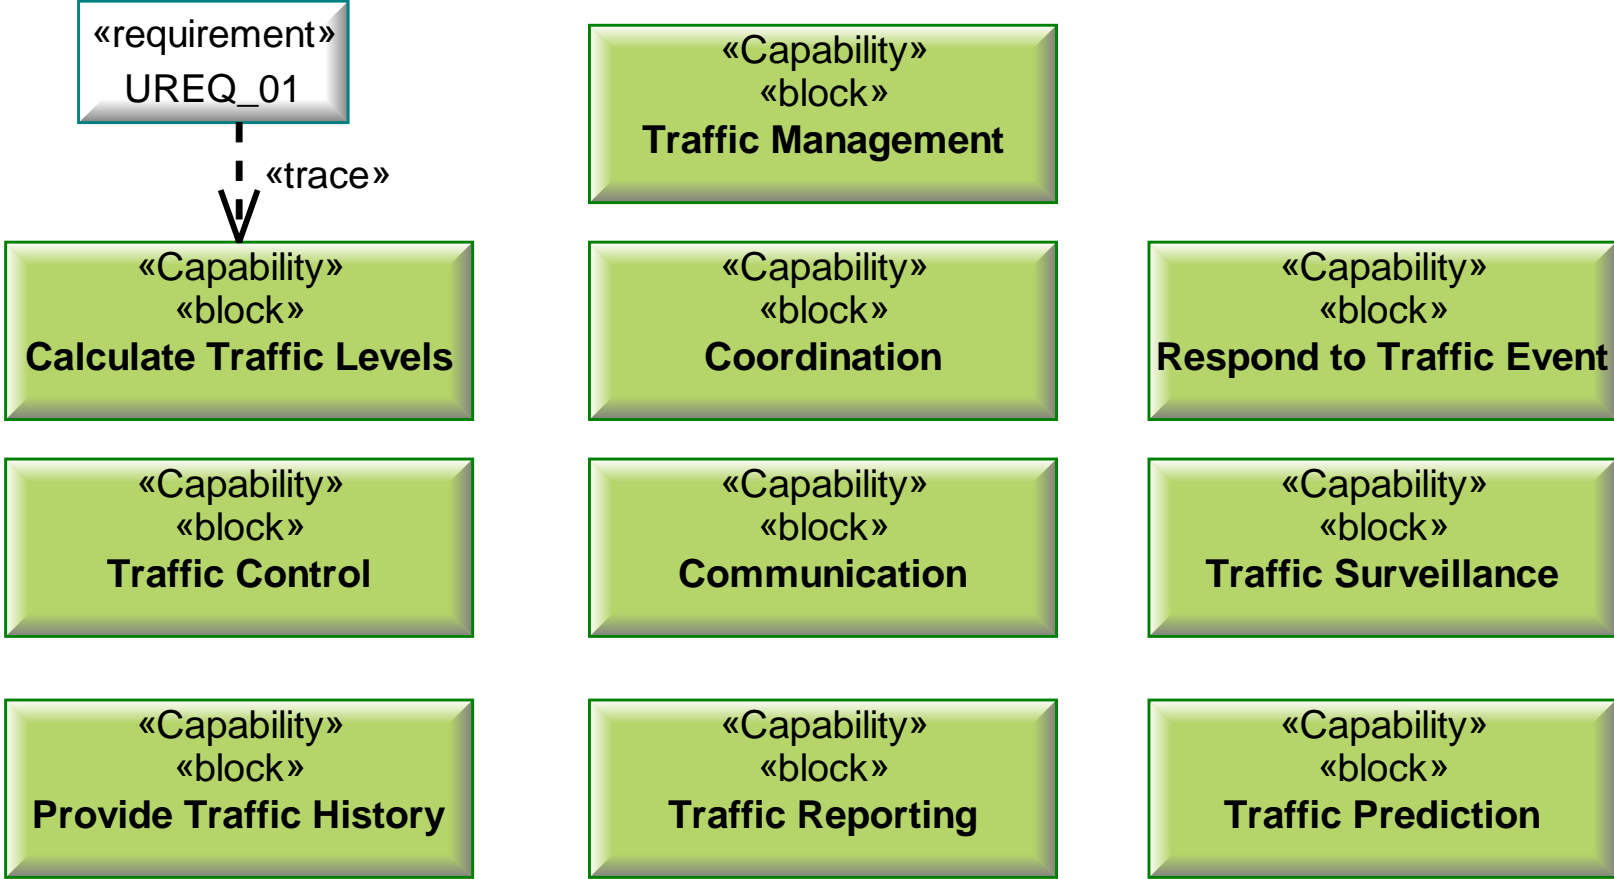 «requirement»
UREQ_01
«trace»
«Capability»
«block»
Traffic Management
«Capability»
«block»
Calculate Traffic Levels
«Capability»
«block»
Coordination
«Capability»
«block»
Respond to Traffic Event
«Capability»
«block»
Traffic Control
«Capability»
«block»
Communication
«Capability»
«block»
Traffic Surveillance
«Capability»
«block»
Provide Traffic History
«Capability»
«block»
Traffic Reporting
«Capability»
«block»
Traffic Prediction